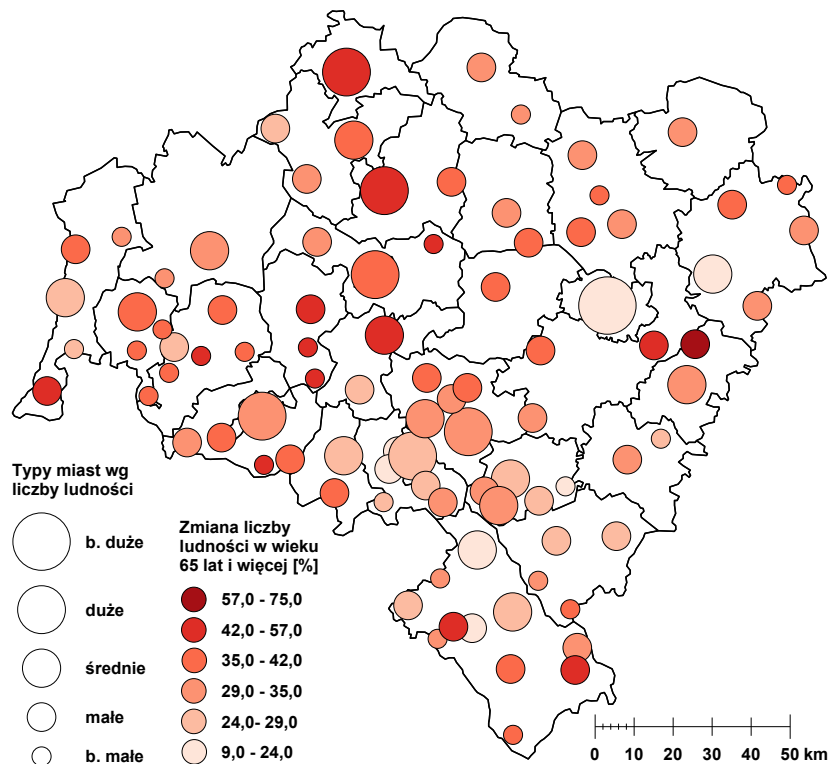 Typy miast wg
liczby ludności
b. duże
duże
średnie
małe
b. małe
Zmiana liczby
ludności w wieku
65 lat i więcej [%]
57,0 - 75,0
42,0 - 57,0
35,0 - 42,0
29,0 - 35,0
24,0- 29,0
9,0 - 24,0
0 10 20 30 40 50 km